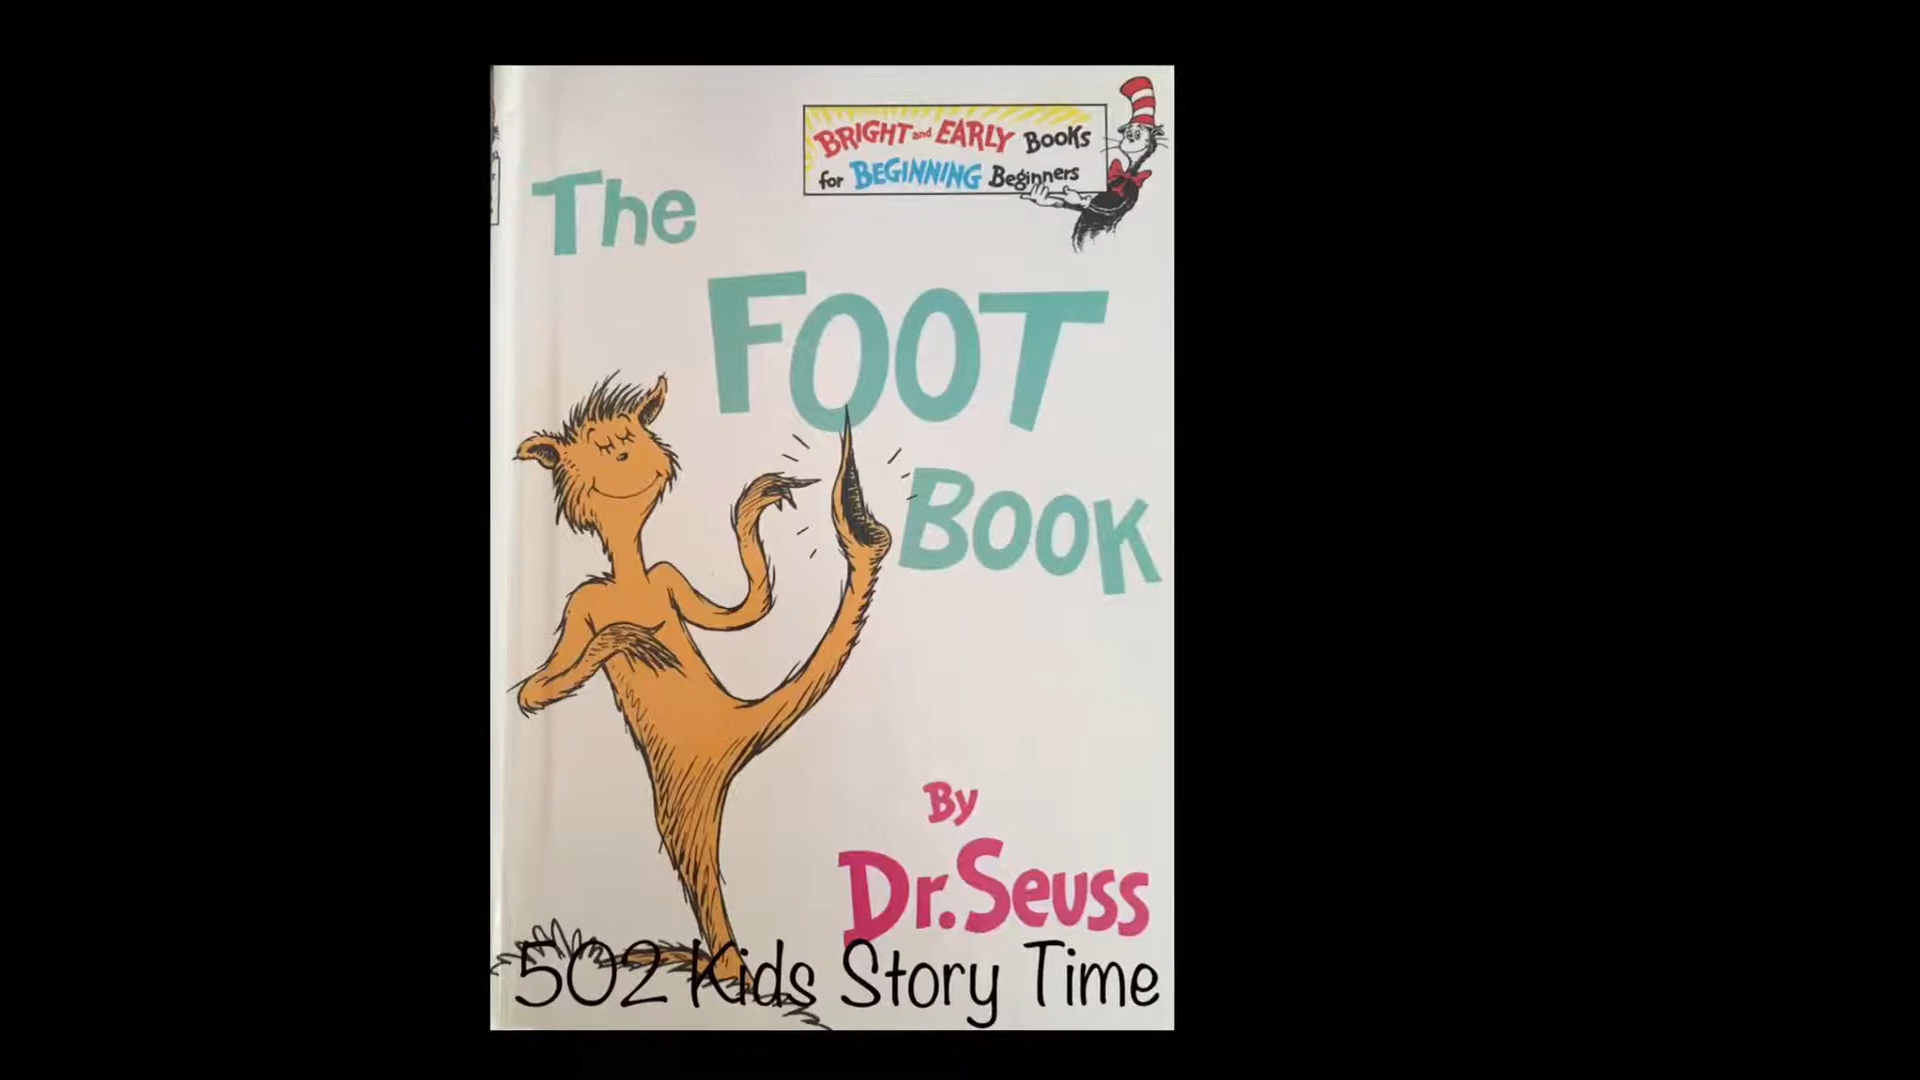 BRIGHT and EARLY Books
for BEGINNING Beginners
The
FOOT
BOOK
By
Dr. Seuss
502 Kids Story Time